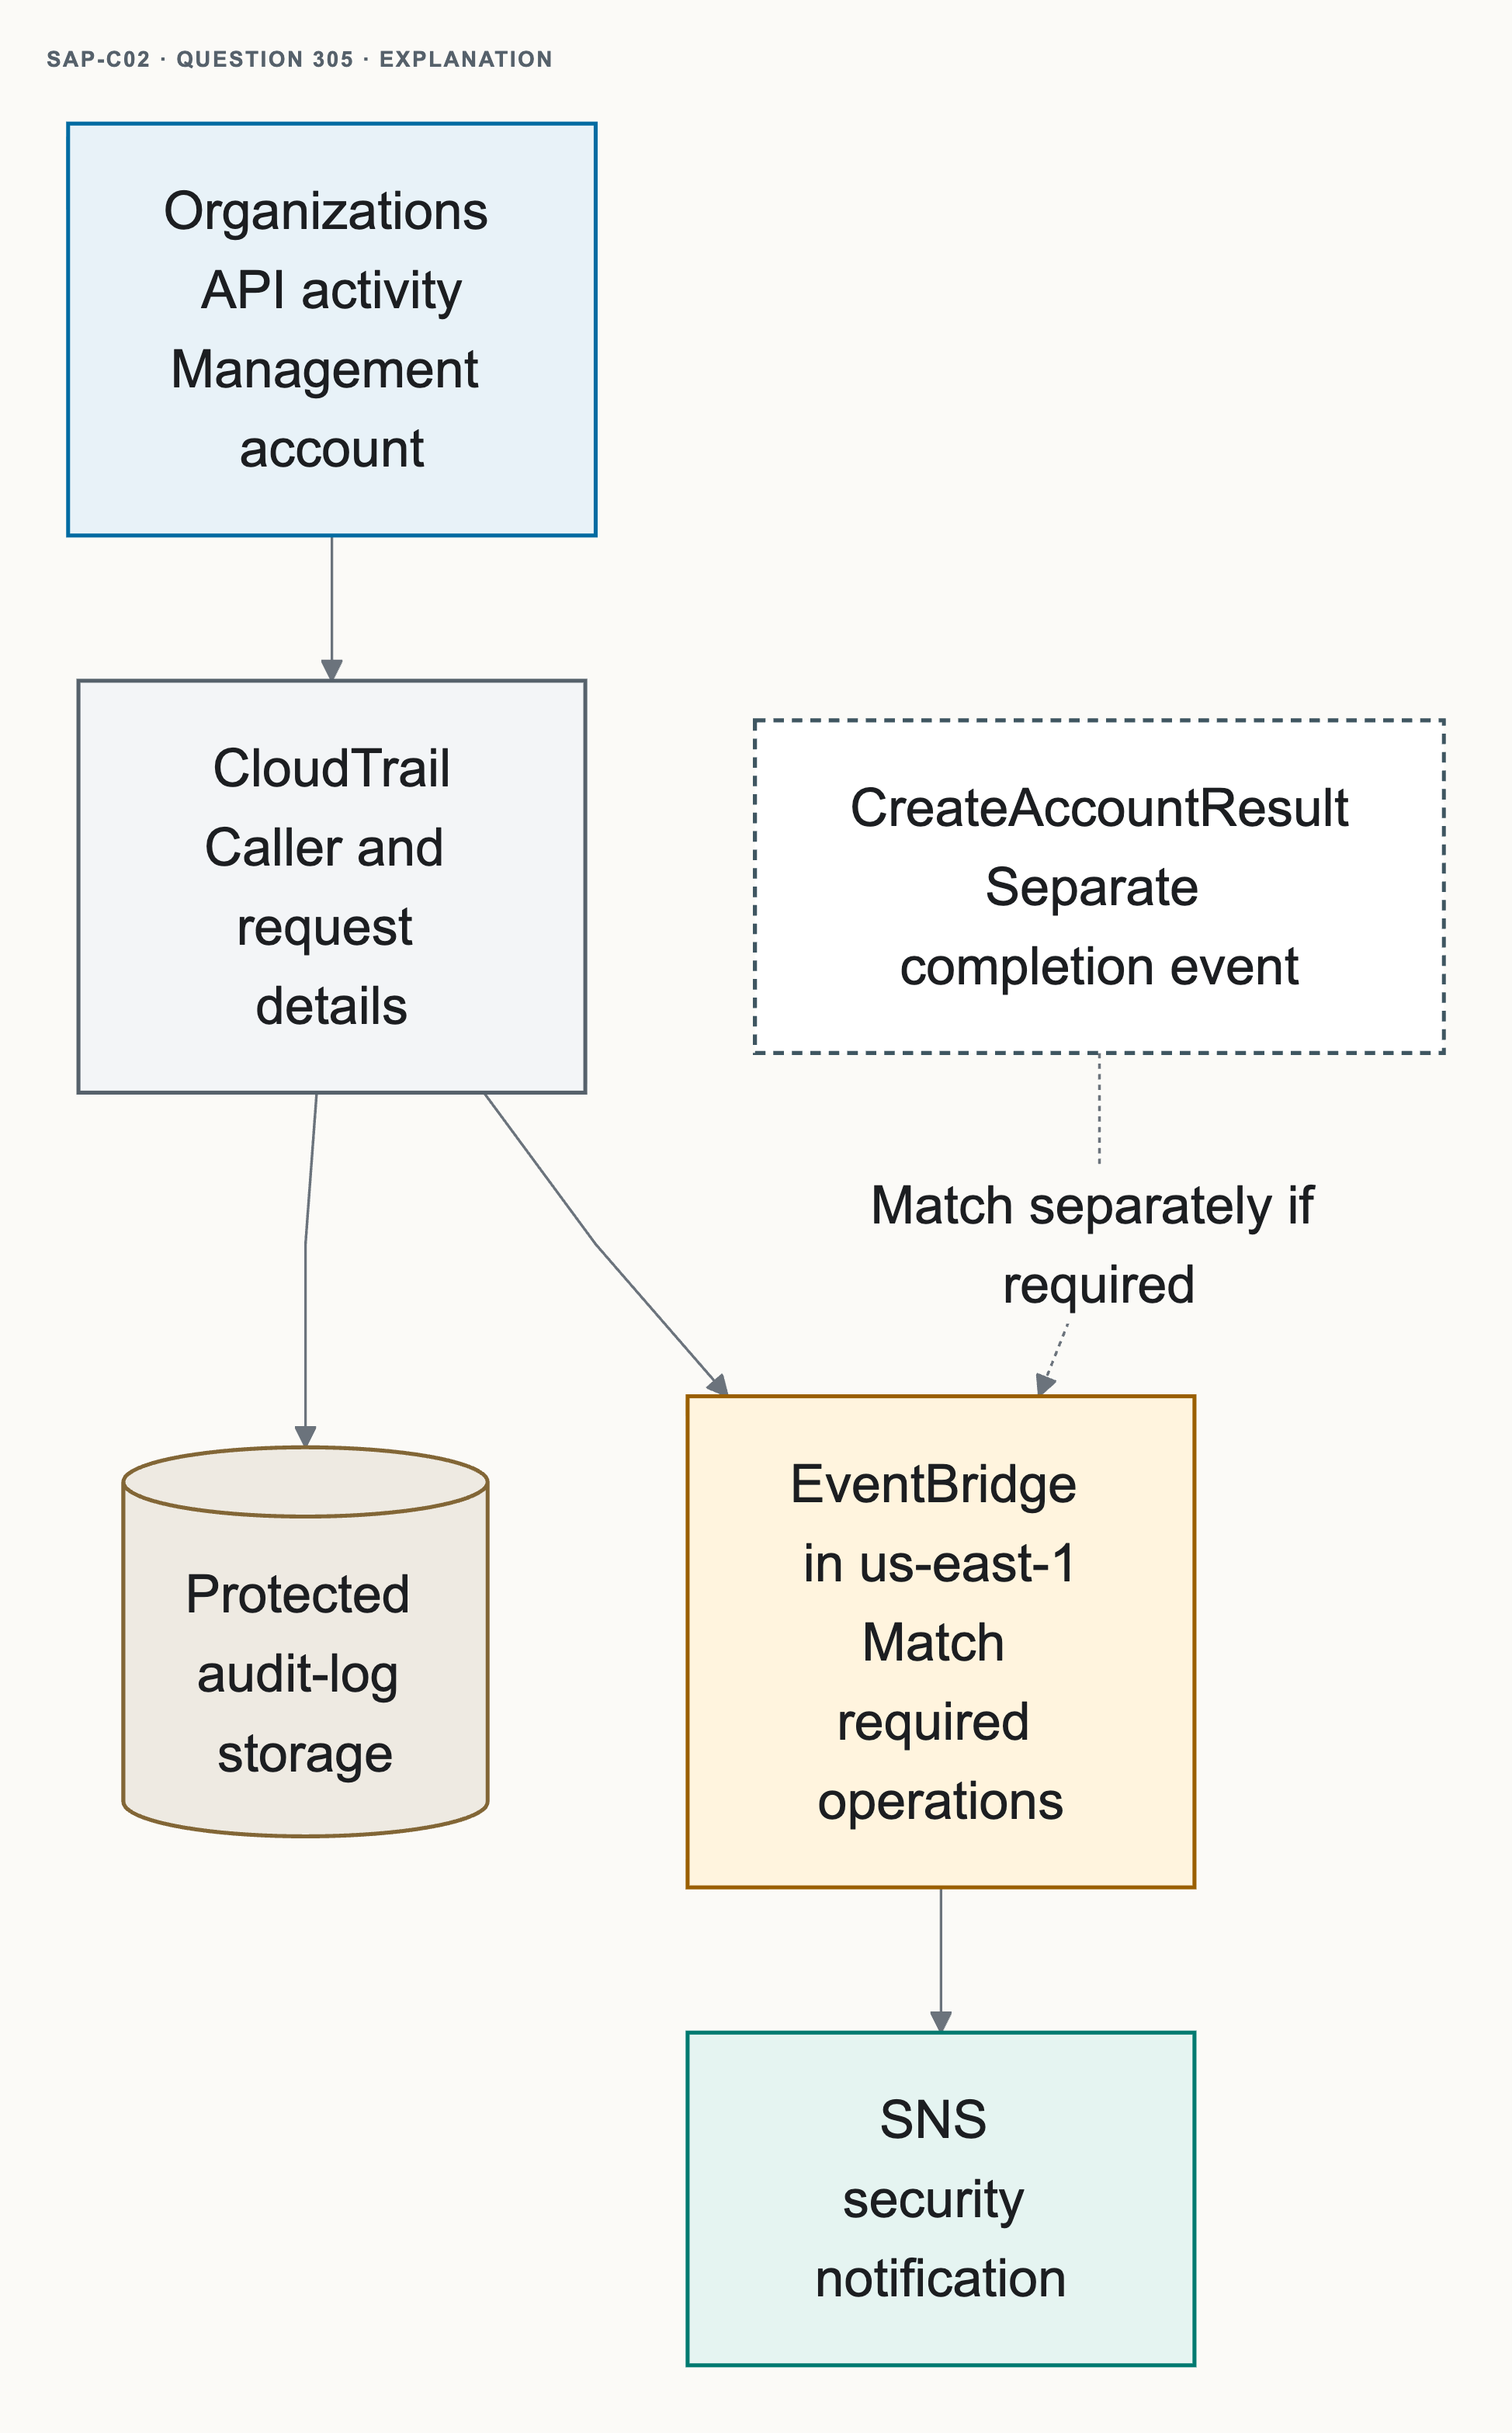 SAP-C02 · QUESTION 305 · EXPLANATION
Organizations
API activity
Management
account
CloudTrail
Caller and
request
details
CreateAccountResult
Separate
completion event
Match separately if
required
Protected
audit-log
storage
EventBridge
in us-east-1
Match
required
operations
SNS
security
notification